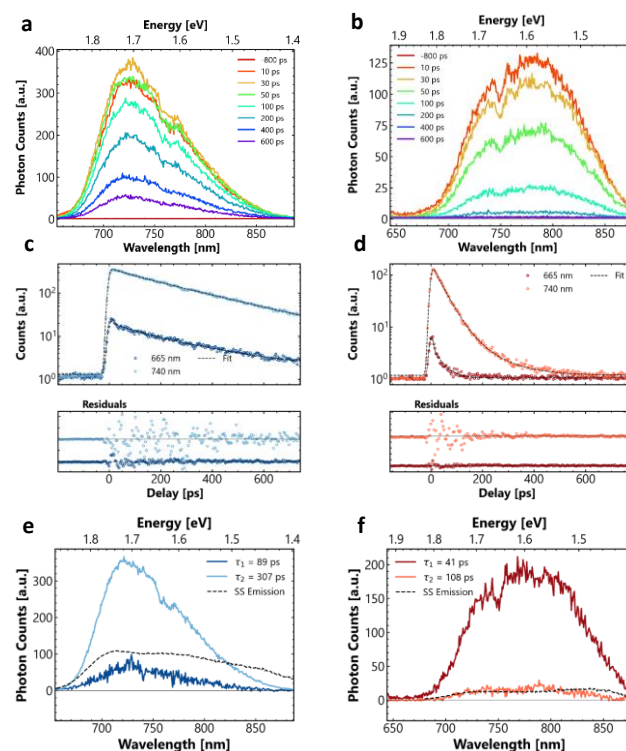 a
Energy [eV]
1.8 1.7 1.6 1.5 1.4
Photon Counts [a.u.]
400
350
300
250
200
150
100
50
0
-800 ps
10 ps
30 ps
50 ps
100 ps
200 ps
400 ps
600 ps
700 750 800 850
Wavelength [nm]
b
Energy [eV]
1.9 1.8 1.7 1.6 1.5
Photon Counts [a.u.]
125
100
75
50
25
0
-800 ps
10 ps
30 ps
50 ps
100 ps
200 ps
400 ps
600 ps
650 700 750 800 850
Wavelength [nm]
c
Counts [a.u.]
10²
10¹
10⁰
665 nm
740 nm
Fit
Residuals
0 200 400 600
Delay [ps]
d
Counts [a.u.]
10²
10¹
10⁰
665 nm
740 nm
Fit
Residuals
0 200 400 600
Delay [ps]
e
Energy [eV]
1.8 1.7 1.6 1.5 1.4
Photon Counts [a.u.]
300
200
100
0
τ₁ = 89 ps
τ₂ = 307 ps
SS Emission
700 750 800 850
Wavelength [nm]
f
Energy [eV]
1.9 1.8 1.7 1.6 1.5
Photon Counts [a.u.]
200
150
100
50
0
τ₁ = 41 ps
τ₂ = 108 ps
SS Emission
650 700 750 800 850
Wavelength [nm]